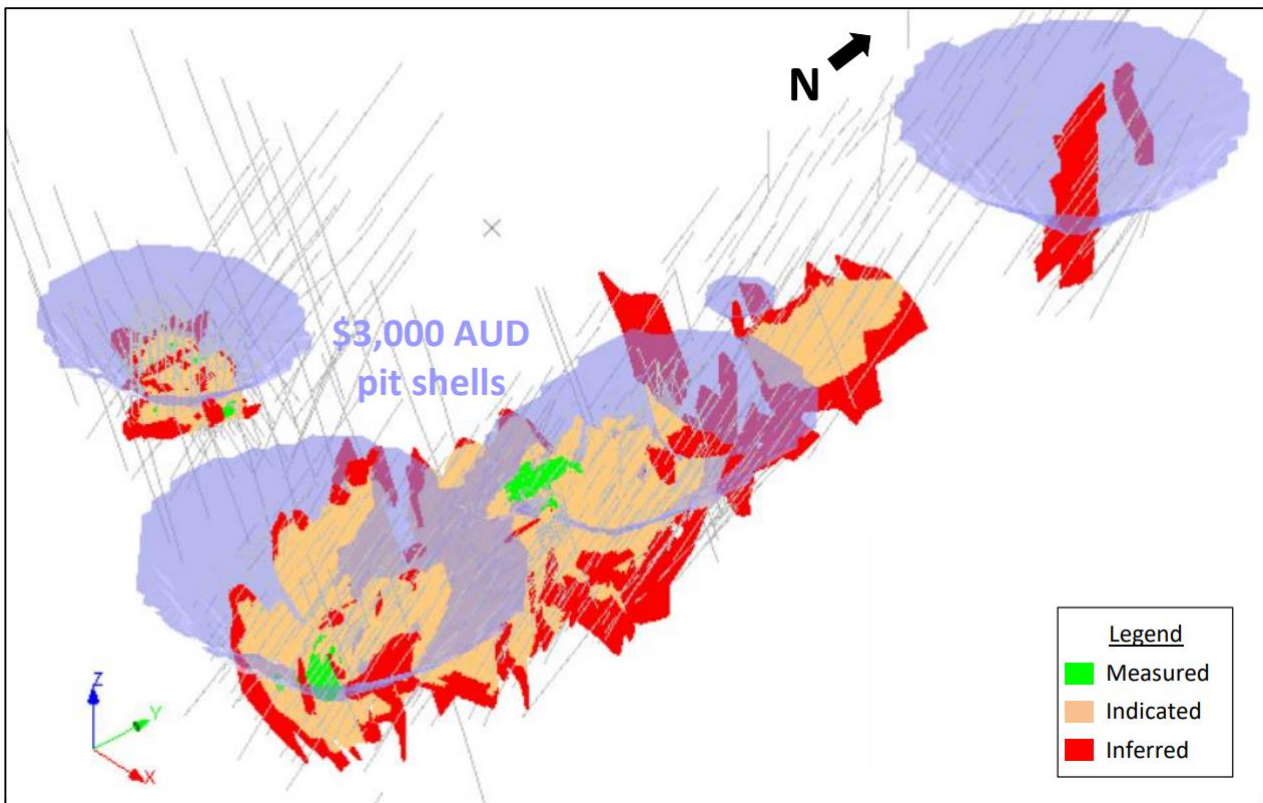 N
$3,000 AUD
pit shells
Legend
Measured
Indicated
Inferred
Z
Y
X